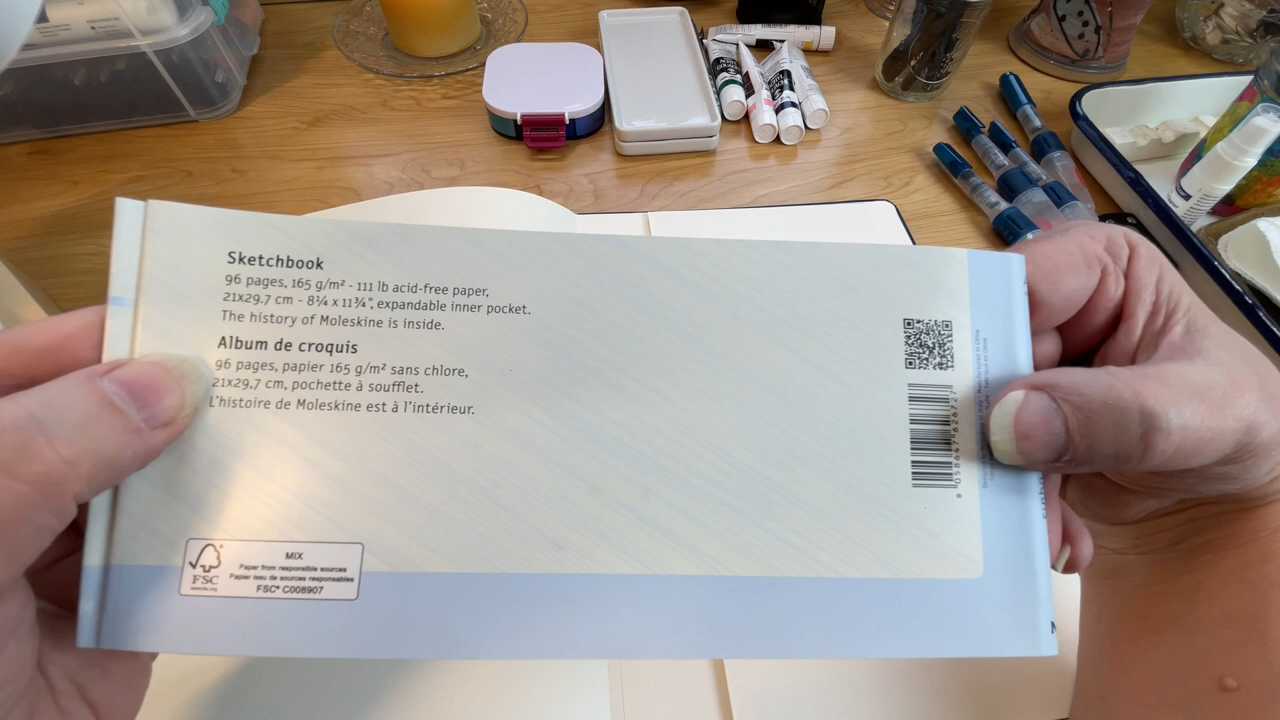 Sketchbook
96 pages, 165 g/m² - 111 lb acid-free paper,
21x29.7 cm - 8¼ x 11¾", expandable inner pocket.
The history of Moleskine is inside.
Album de croquis
96 pages, papier 165 g/m² sans chlore,
21x29,7 cm, pochette à soufflet.
L'histoire de Moleskine est à l'intérieur.
MIX
Paper from responsible sources
Papier issu de sources responsables
FSC® C008907
FSC
www.fsc.org